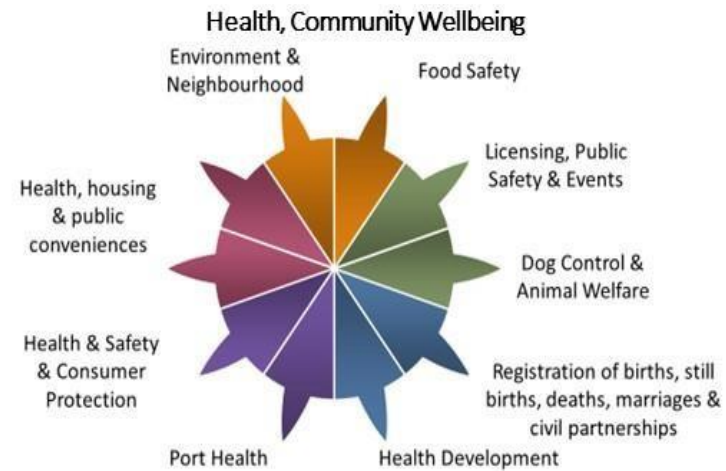 Health, Community Wellbeing
Environment &
Neighbourhood
Food Safety
Licensing, Public
Safety & Events
Dog Control &
Animal Welfare
Registration of births, still
births, deaths, marriages &
civil partnerships
Health Development
Port Health
Health & Safety
& Consumer
Protection
Health, housing
& public
conveniences